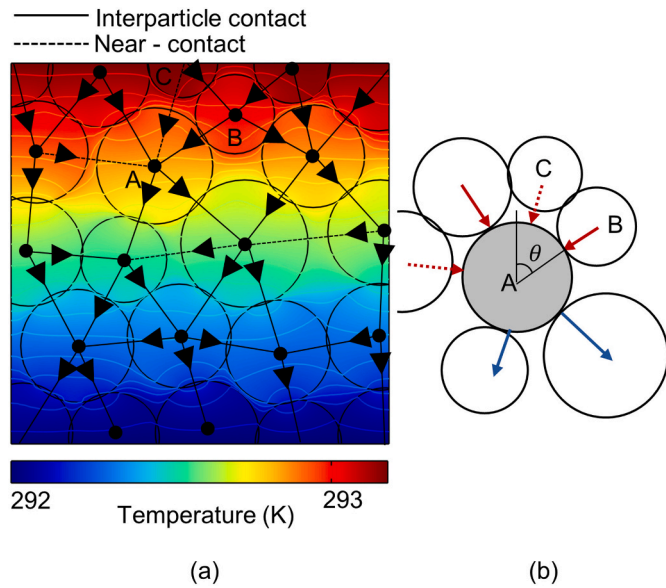 Interparticle contact
Near - contact
C
B
A
C
B
θ
A
292
293
Temperature (K)
(a)
(b)